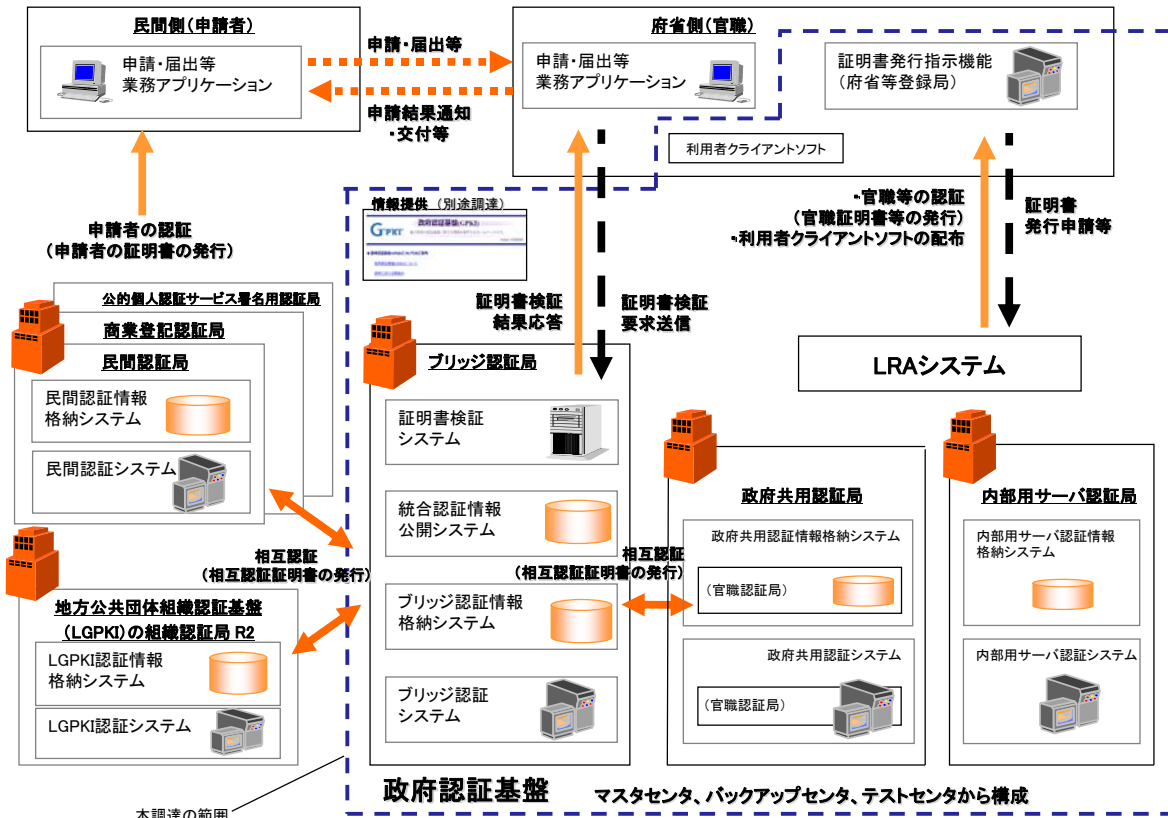 民間側(申請者)
申請・届出等
業務アプリケーション
申請・届出等
申請結果通知
・交付等
府省側(官職)
申請・届出等
業務アプリケーション
証明書発行指示機能
(府省等登録局)
利用者クライアントソフト
申請者の認証
(申請者の証明書の発行)
情報提供 (別途調達)
政府認証基盤(GPKI)
GPKI
証明書検証
結果応答
証明書検証
要求送信
・官職等の認証
(官職証明書等の発行)
・利用者クライアントソフトの配布
証明書
発行申請等
LRAシステム
公的個人認証サービス署名用認証局
商業登記認証局
民間認証局
民間認証情報
格納システム
民間認証システム
相互認証
(相互認証証明書の発行)
地方公共団体組織認証基盤
(LGPKI)の組織認証局 R2
LGPKI認証情報
格納システム
LGPKI認証システム
ブリッジ認証局
証明書検証
システム
統合認証情報
公開システム
ブリッジ認証情報
格納システム
ブリッジ認証
システム
相互認証
(相互認証証明書の発行)
政府共用認証局
政府共用認証情報格納システム
(官職認証局)
政府共用認証システム
(官職認証局)
内部用サーバ認証局
内部用サーバ認証情報
格納システム
内部用サーバ認証システム
政府認証基盤
マスタセンタ、バックアップセンタ、テストセンタから構成
本調達の範囲